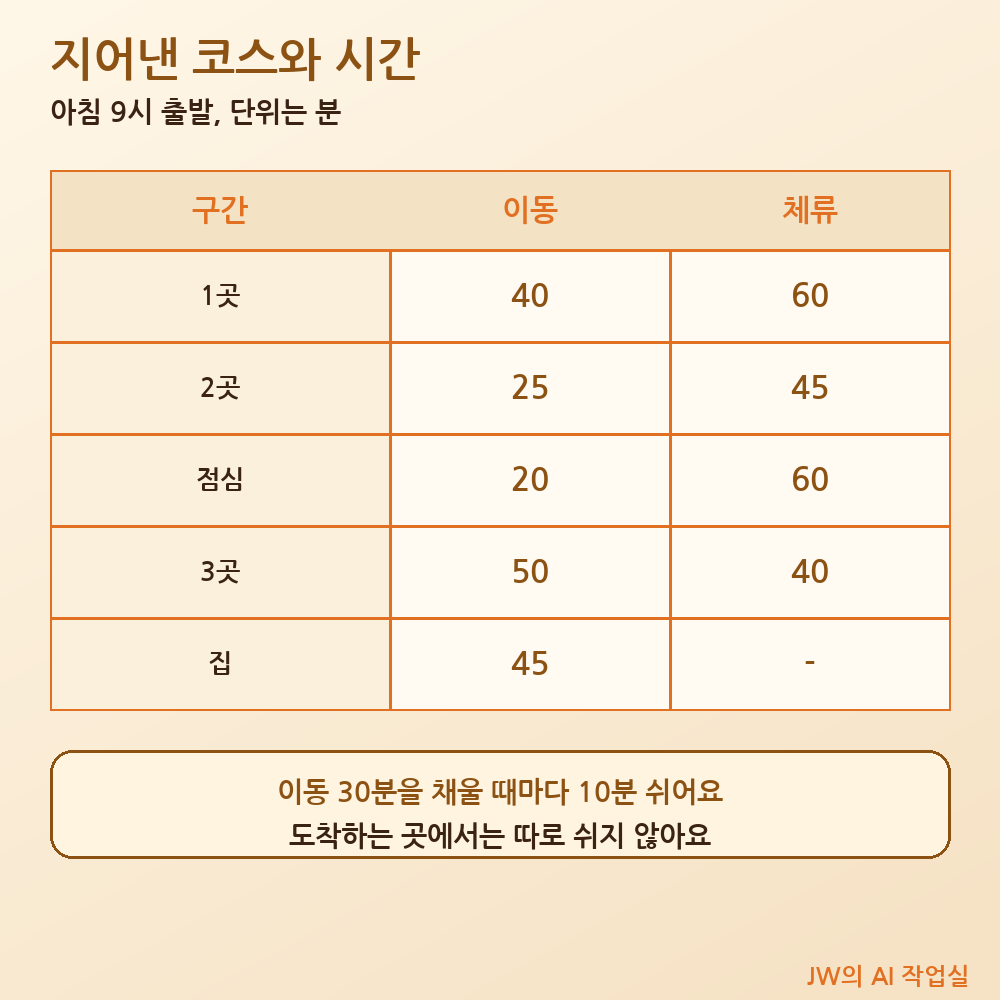 지어낸 코스와 시간
아침 9시 출발, 단위는 분
구간 이동 체류
1곳 40 60
2곳 25 45
점심 20 60
3곳 50 40
집 45 -
이동 30분을 채울 때마다 10분 쉬어요
도착하는 곳에서는 따로 쉬지 않아요
JW의 AI 작업실